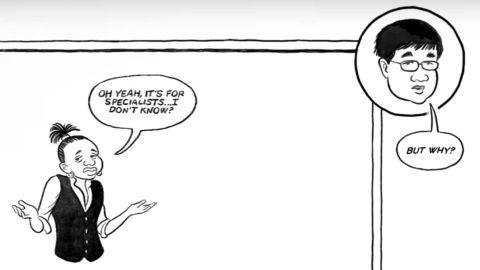 OH YEAH, IT'S FOR
SPECIALISTS...I
DON'T KNOW?
BUT WHY?